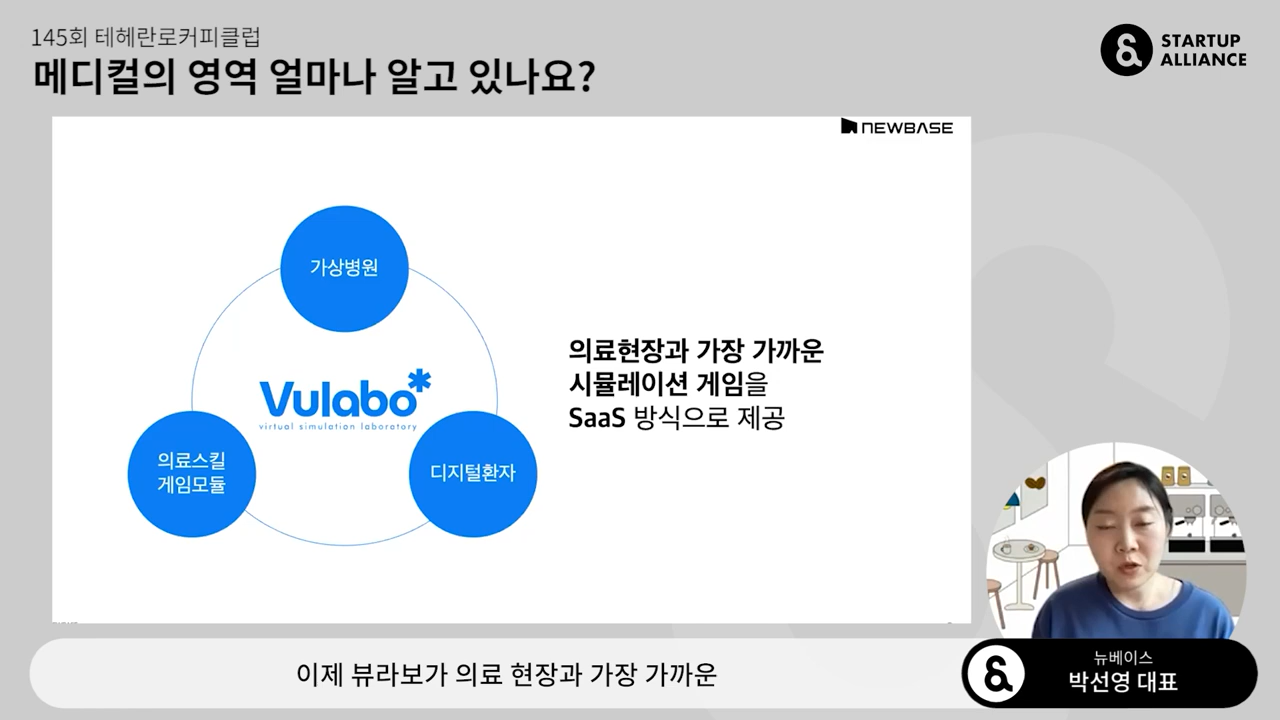 145회 테헤란로커피클럽
메디컬의 영역 얼마나 알고 있나요?
STARTUP
ALLIANCE
NEWBASE
가상병원
Vulabo*
virtual simulation laboratory
의료스킬
게임모듈
디지털환자
의료현장과 가장 가까운
시뮬레이션 게임을
SaaS 방식으로 제공
이제 뷰라보가 의료 현장과 가장 가까운
뉴베이스
박선영 대표